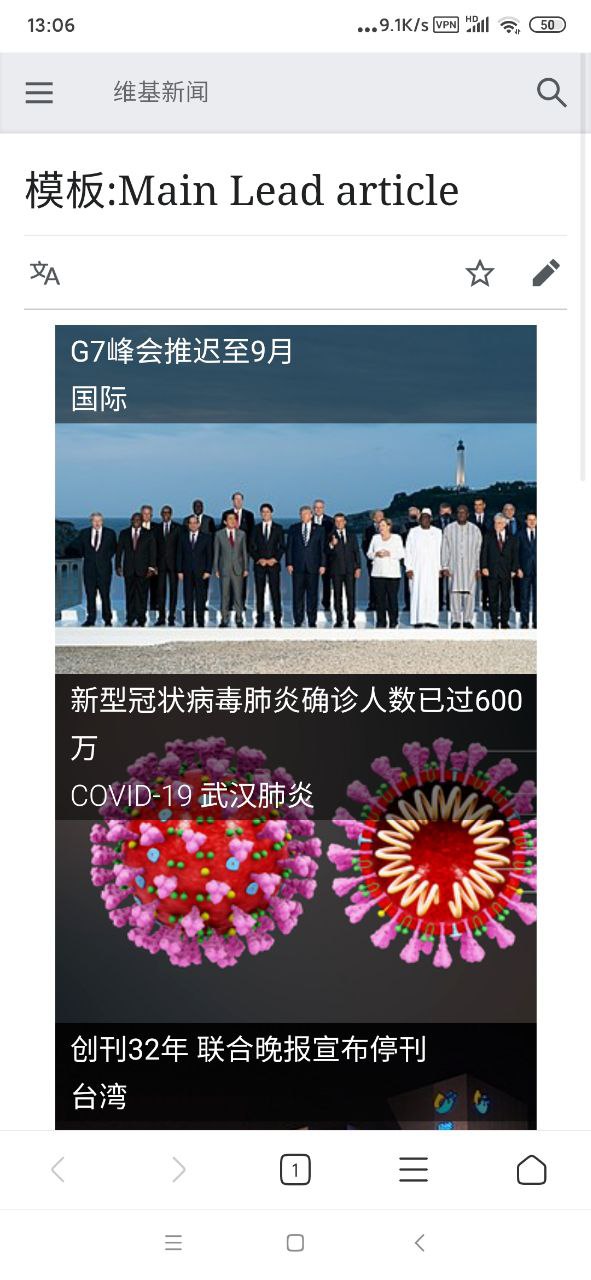 13:06
...9.1K/s VPN HD 50
维基新闻
模板:Main Lead article
文A
G7峰会推迟至9月
国际
新型冠状病毒肺炎确诊人数已过600
万
COVID-19 武汉肺炎
创刊32年 联合晚报宣布停刊
台湾
1